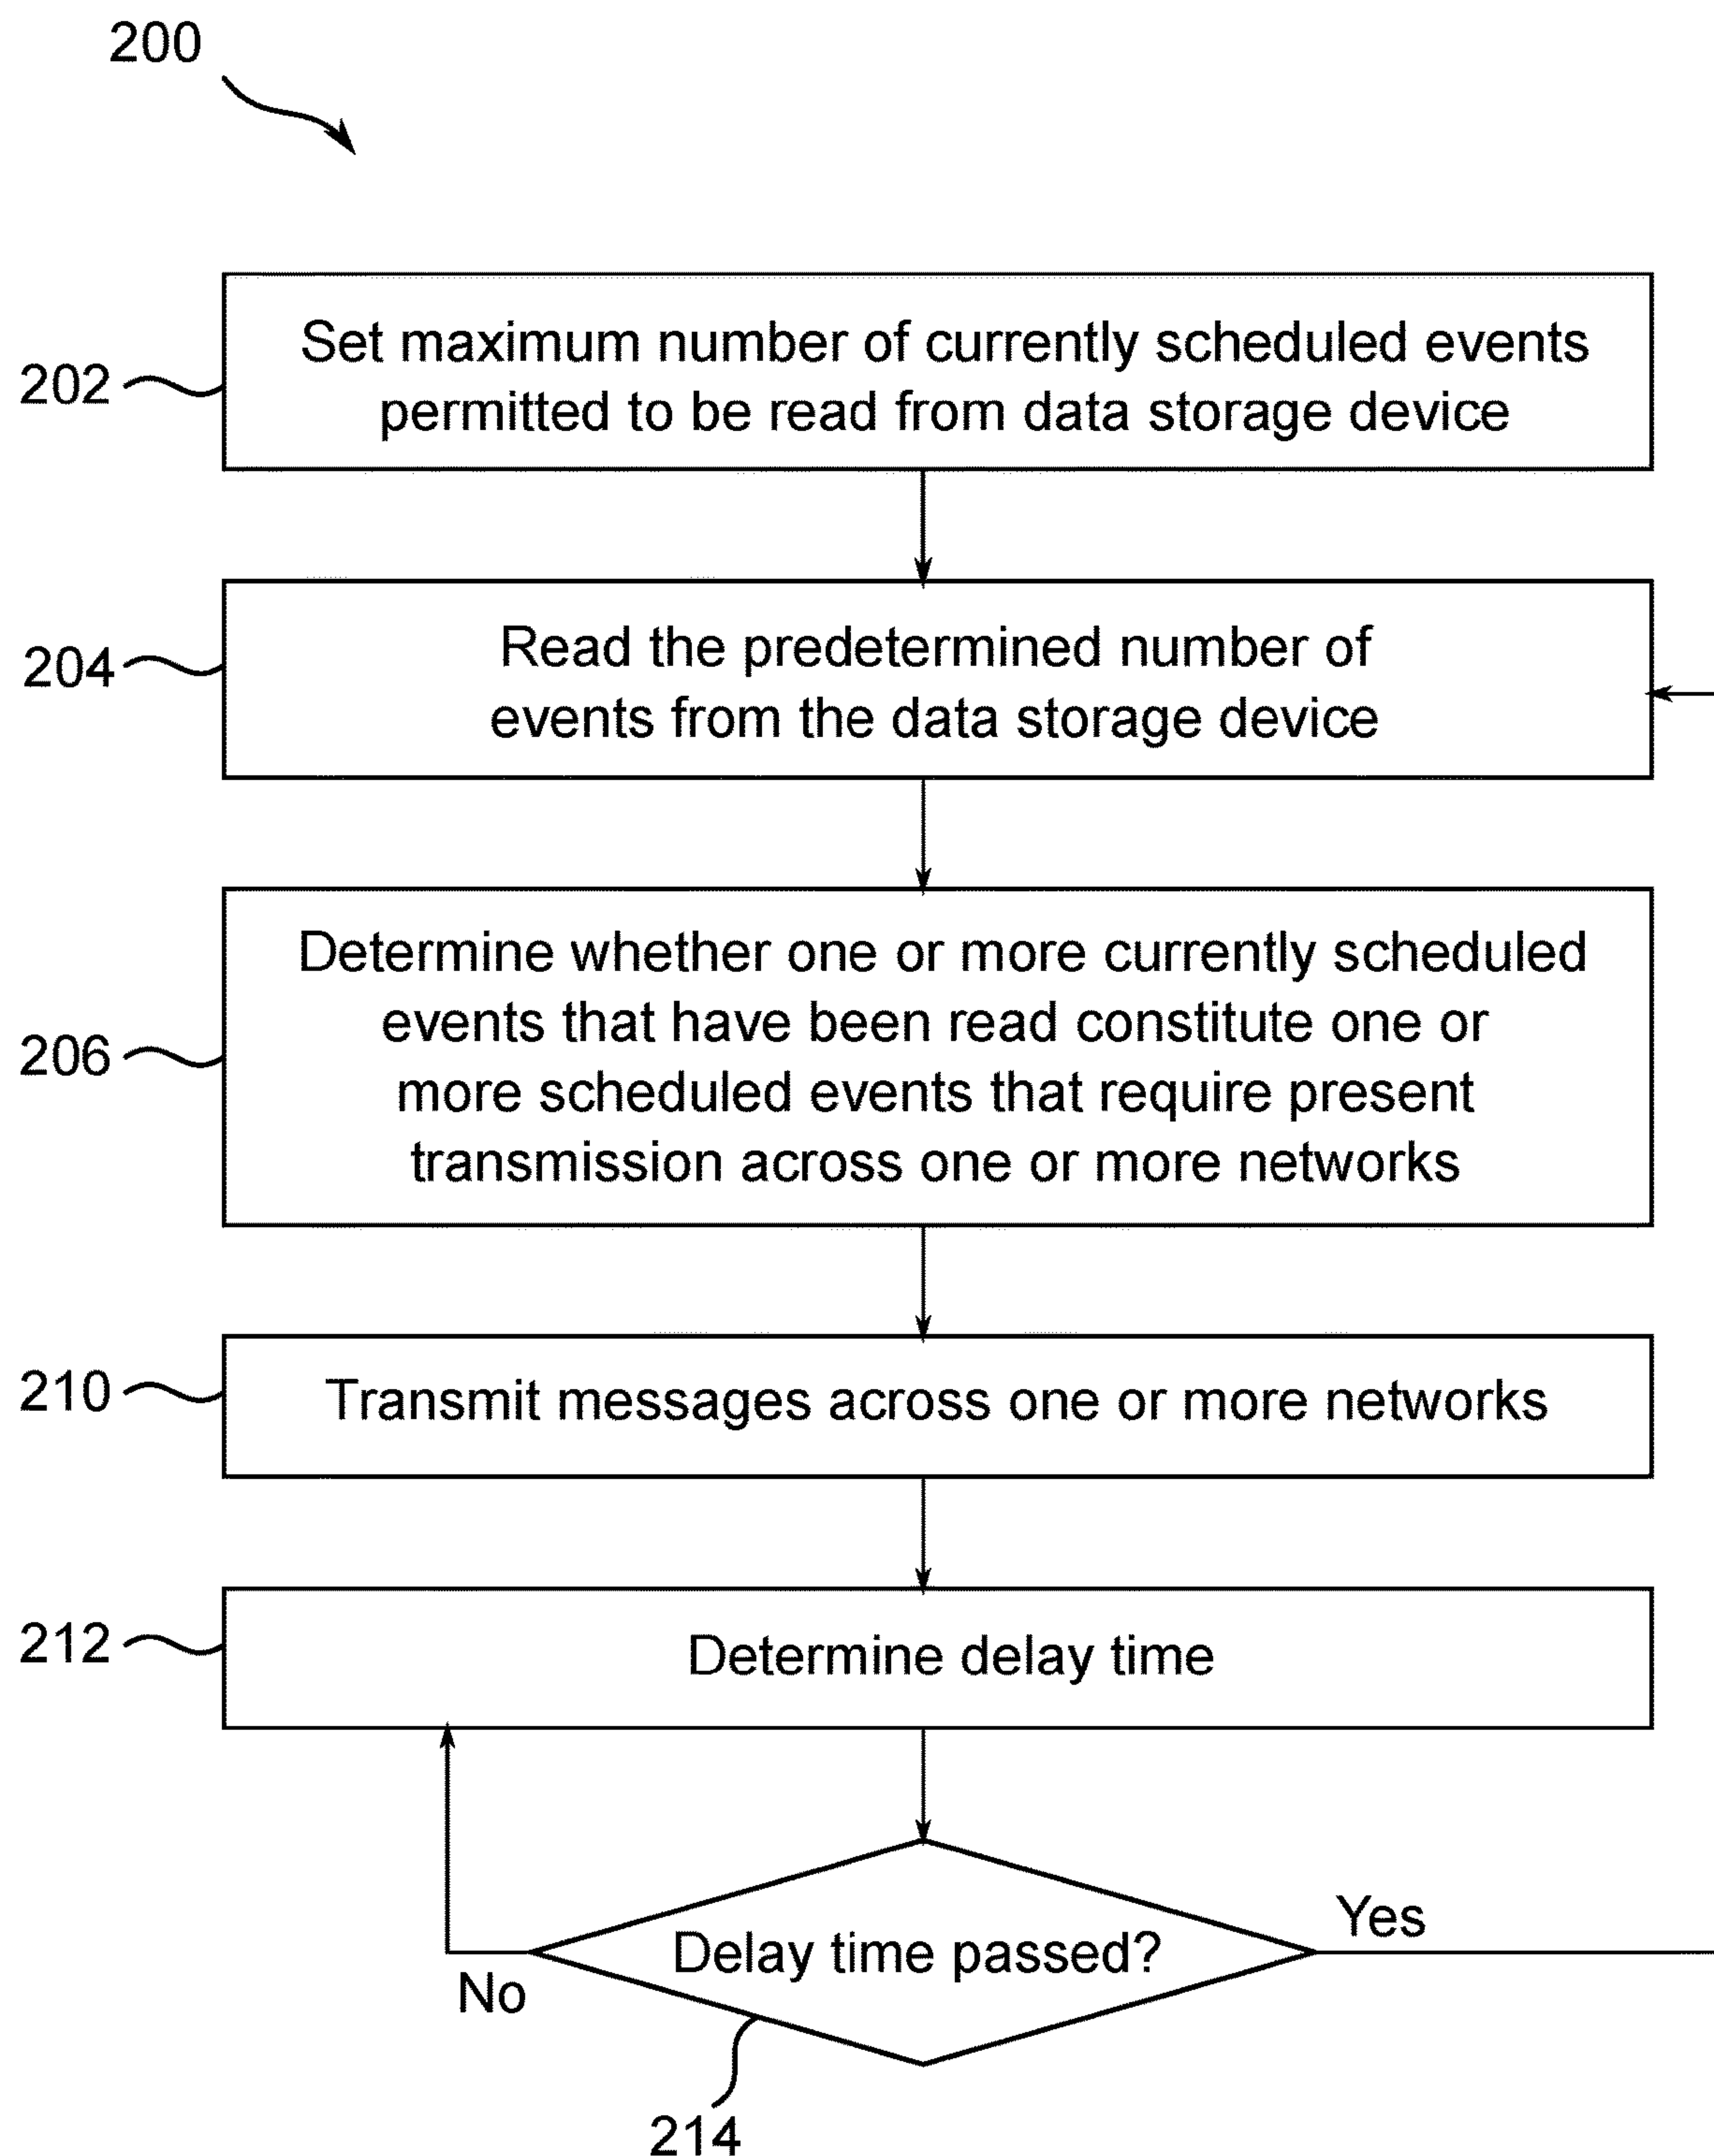 200
202
Set maximum number of currently scheduled events
permitted to be read from data storage device
204
Read the predetermined number of
events from the data storage device
206
Determine whether one or more currently scheduled
events that have been read constitute one or
more scheduled events that require present
transmission across one or more networks
210
Transmit messages across one or more networks
212
Determine delay time
Delay time passed?
Yes
No
214